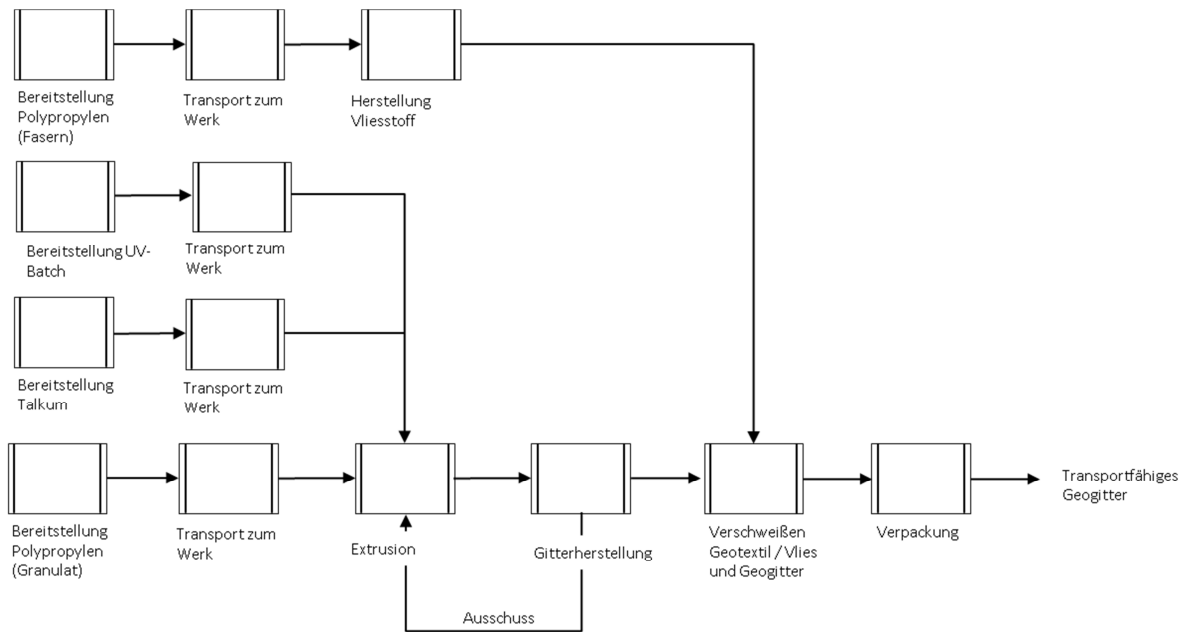 Bereitstellung
Polypropylen
(Fasern)
Transport zum
Werk
Herstellung
Vliesstoff
Bereitstellung UV-
Batch
Transport zum
Werk
Bereitstellung
Talkum
Transport zum
Werk
Bereitstellung
Polypropylen
(Granulat)
Transport zum
Werk
Extrusion
Gitterherstellung
Verschweißen
Geotextil / Vlies
und Geogitter
Verpackung
Transportfähiges
Geogitter
Ausschuss